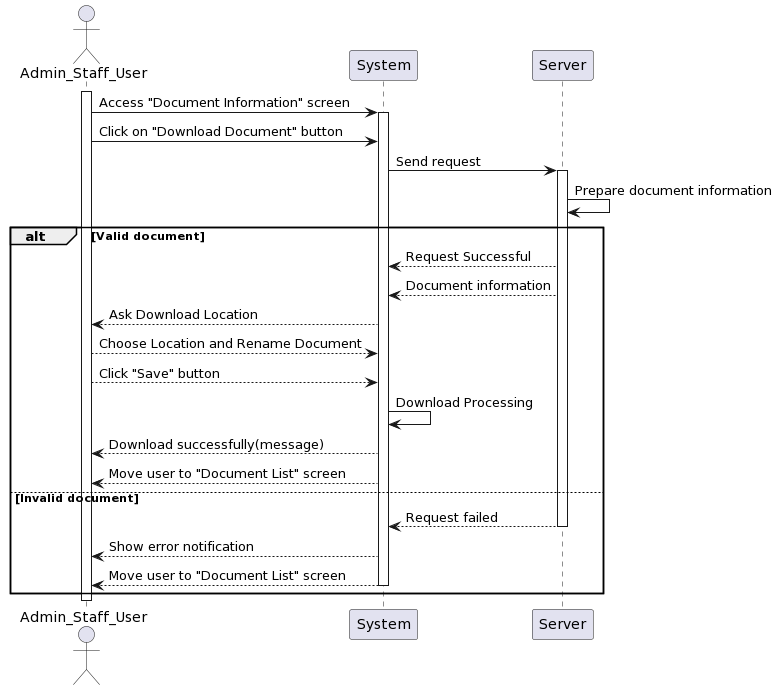 Admin_Staff_User
System
Server
Access "Document Information" screen
Click on "Download Document" button
Send request
Prepare document information
alt
[Valid document]
Request Successful
Document information
Ask Download Location
Choose Location and Rename Document
Click "Save" button
Download Processing
Download successfully(message)
Move user to "Document List" screen
[Invalid document]
Request failed
Show error notification
Move user to "Document List" screen
Admin_Staff_User
System
Server